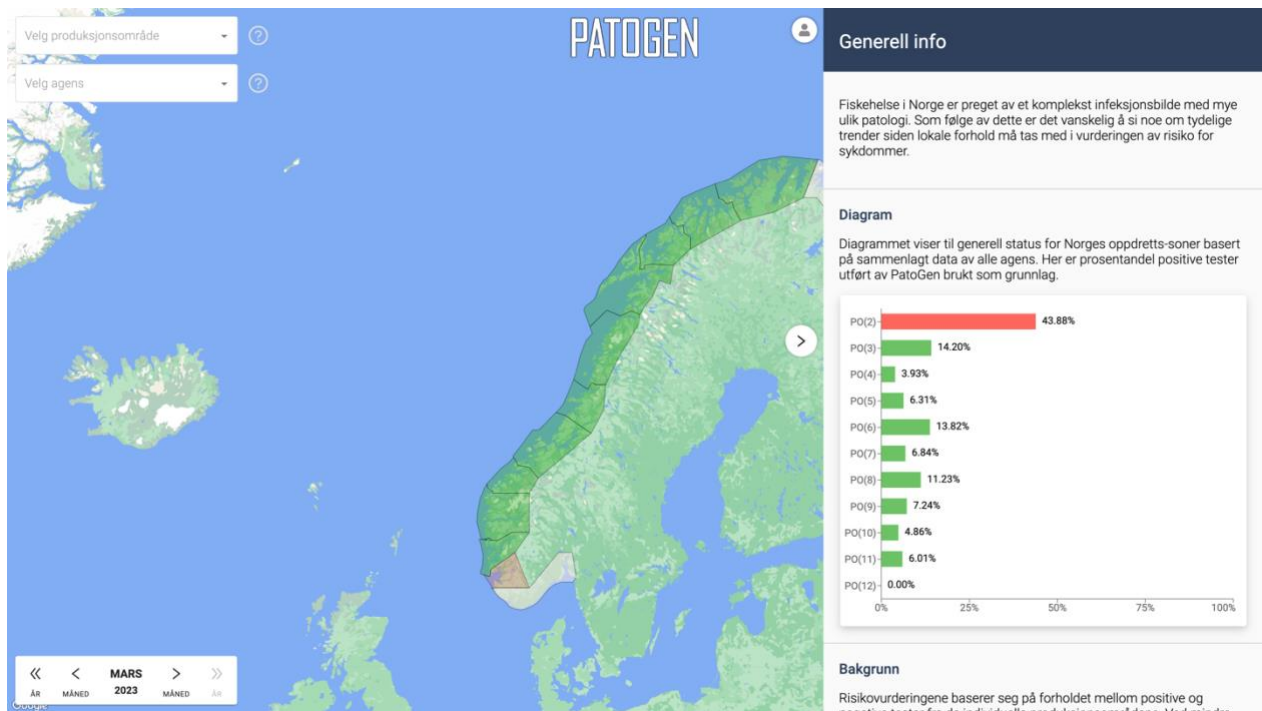 Velg produksjonsområde
?
Velg agens
?
PATOGEN
«
ÅR
<
MÅNED
MARS
2023
>
MÅNED
»
ÅR
Google
>
Generell info
Fiskehelse i Norge er preget av et komplekst infeksjonsbilde med mye
ulik patologi. Som følge av dette er det vanskelig å si noe om tydelige
trender siden lokale forhold må tas med i vurderingen av risiko for
sykdommer.
Diagram
Diagrammet viser til generell status for Norges oppdretts-soner basert
på sammenlagt data av alle agens. Her er prosentandel positive tester
utført av PatoGen brukt som grunnlag.
PO(2) 43.88%
PO(3) 14.20%
PO(4) 3.93%
PO(5) 6.31%
PO(6) 13.82%
PO(7) 6.84%
PO(8) 11.23%
PO(9) 7.24%
PO(10) 4.86%
PO(11) 6.01%
PO(12) 0.00%
0% 25% 50% 75% 100%
Bakgrunn
Risikovurderingene baserer seg på forholdet mellom positive og